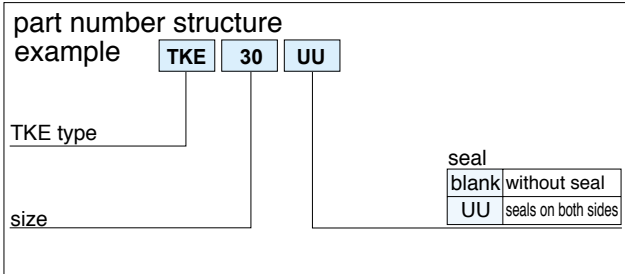 part number structure
example TKE 30 UU
TKE type
seal
blank without seal
UU seals on both sides
size